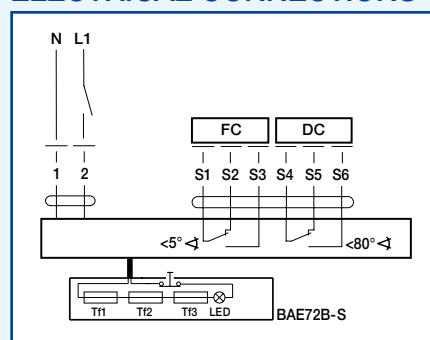 ELECTRICAL CONNECTIONS
N L1
FC DC
1 2 S1 S2 S3 S4 S5 S6
<5° <80°
Tf1 Tf2 Tf3 LED
BAE72B-S